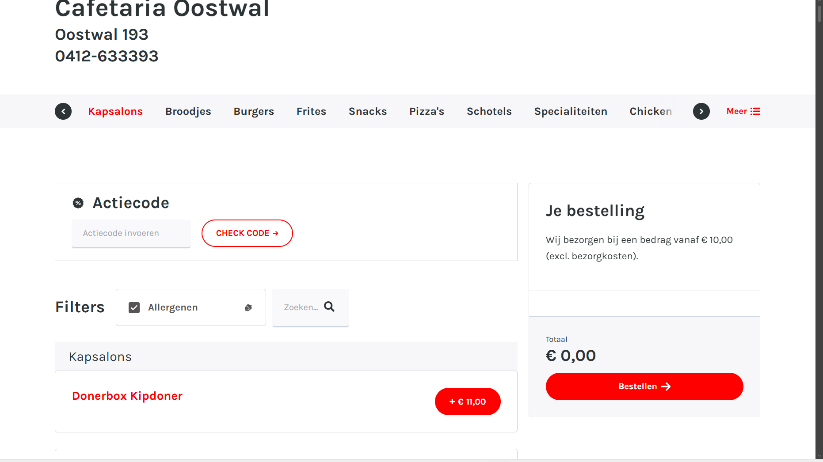 Cafetaria Oostwal
Oostwal 193
0412-633393
Kapsalons Broodjes Burgers Frites Snacks Pizza's Schotels Specialiteiten Chicken Meer
Actiecode
Actiecode invoeren CHECK CODE →
Je bestelling
Wij bezorgen bij een bedrag vanaf € 10,00
(excl. bezorgkosten).
Filters Allergenen Zoeken...
Totaal
€ 0,00
Bestellen →
Kapsalons
Donerbox Kipdoner + € 11,00